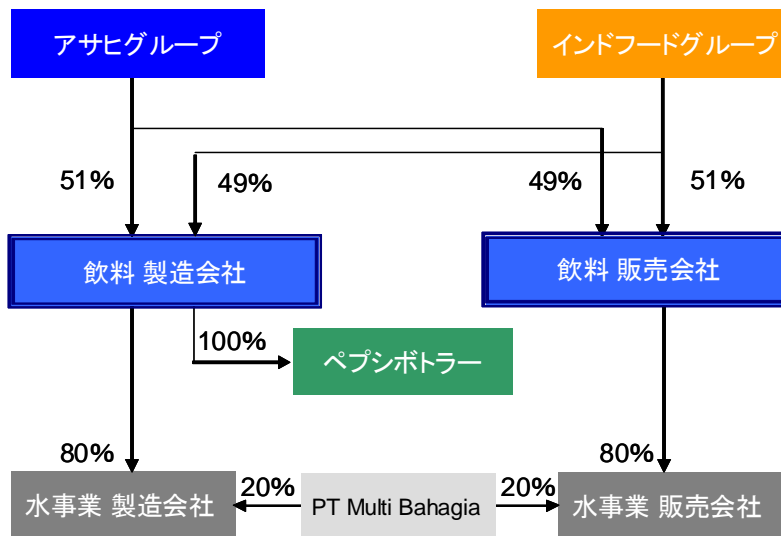 アサヒグループ
インドフードグループ
51%
49%
49%
51%
飲料 製造会社
飲料 販売会社
100%
ペプシボトラー
80%
80%
水事業 製造会社
20%
PT Multi Bahagia
20%
水事業 販売会社